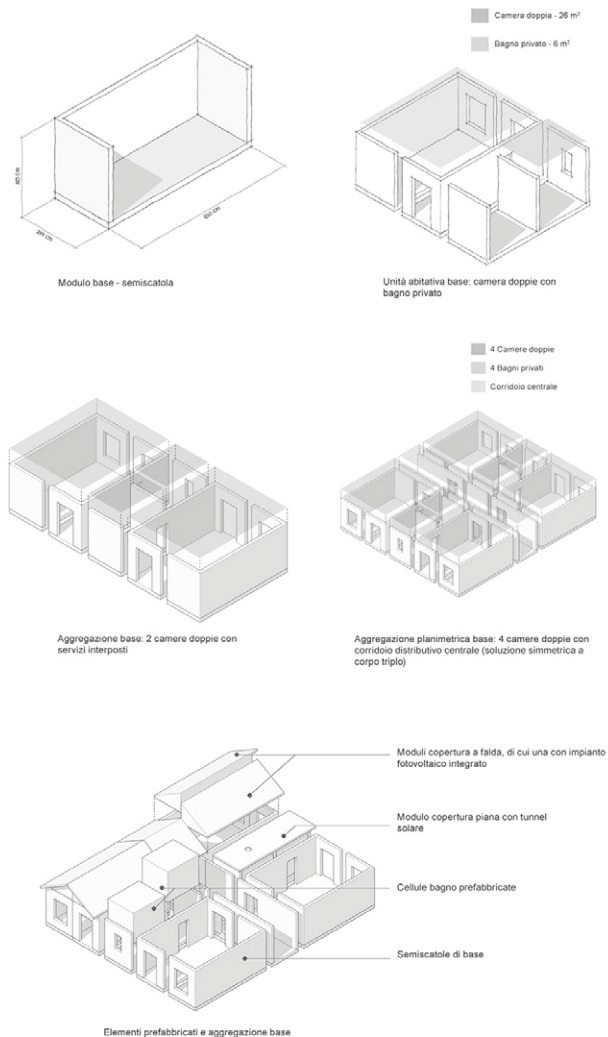 Camera doppia - 26 m²
Bagno privato - 6 m²
650 cm
Modulo base - semiscatola
Unità abitativa base: camera doppie con
bagno privato
4 Camere doppie
4 Bagni privati
Corridoio centrale
Aggregazione base: 2 camere doppie con
servizi interposti
Aggregazione planimetrica base: 4 camere doppie con
corridoio distributivo centrale (soluzione simmetrica a
corpo triplo)
Moduli copertura a falda, di cui una con impianto
fotovoltaico integrato
Modulo copertura piana con tunnel
solare
Cellule bagno prefabbricate
Semiscatole di base
Elementi prefabbricati e aggregazione base